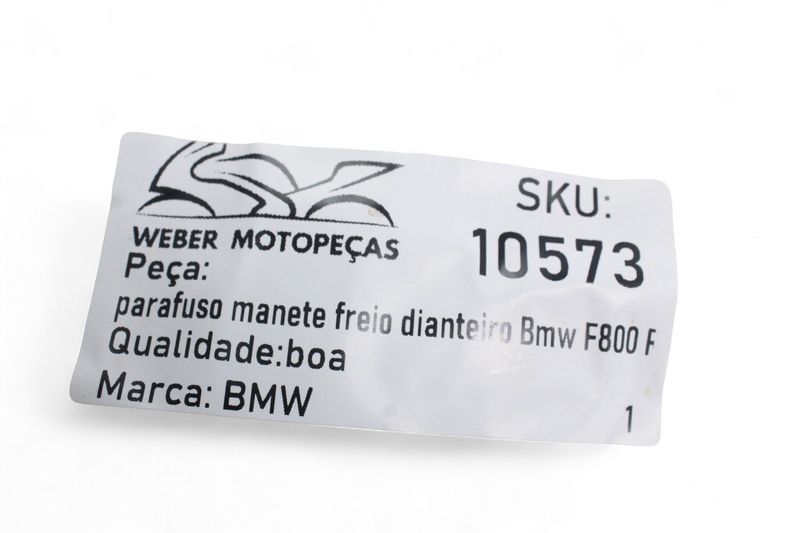 WEBER MOTOPEÇAS
SKU:
10573
Peça:
parafuso manete freio dianteiro Bmw F800 F
Qualidade:boa
Marca: BMW
1